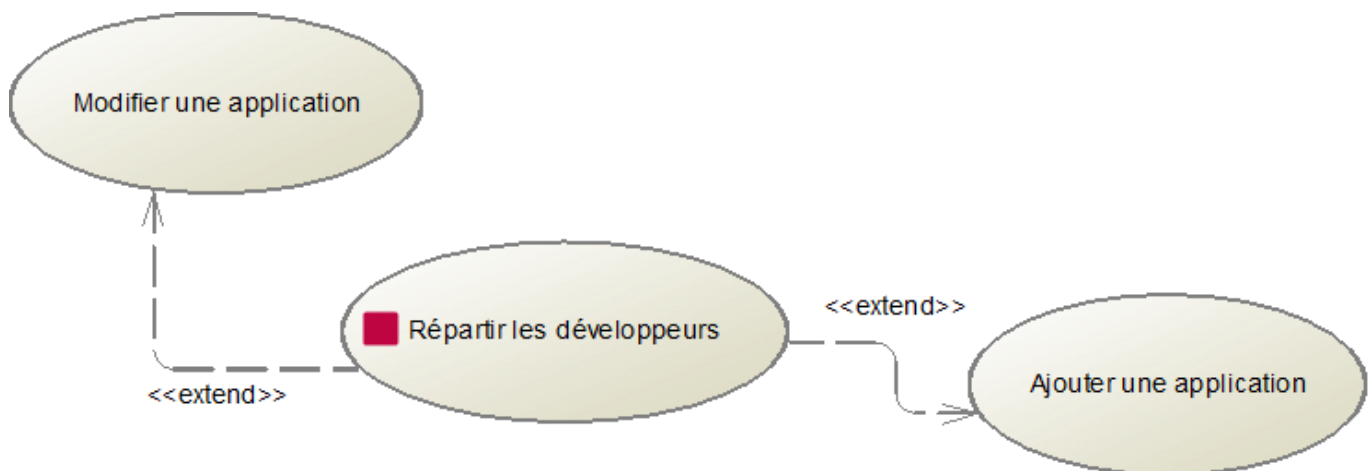 Modifier une application
<<extend>>
Répartir les développeurs
<<extend>>
Ajouter une application